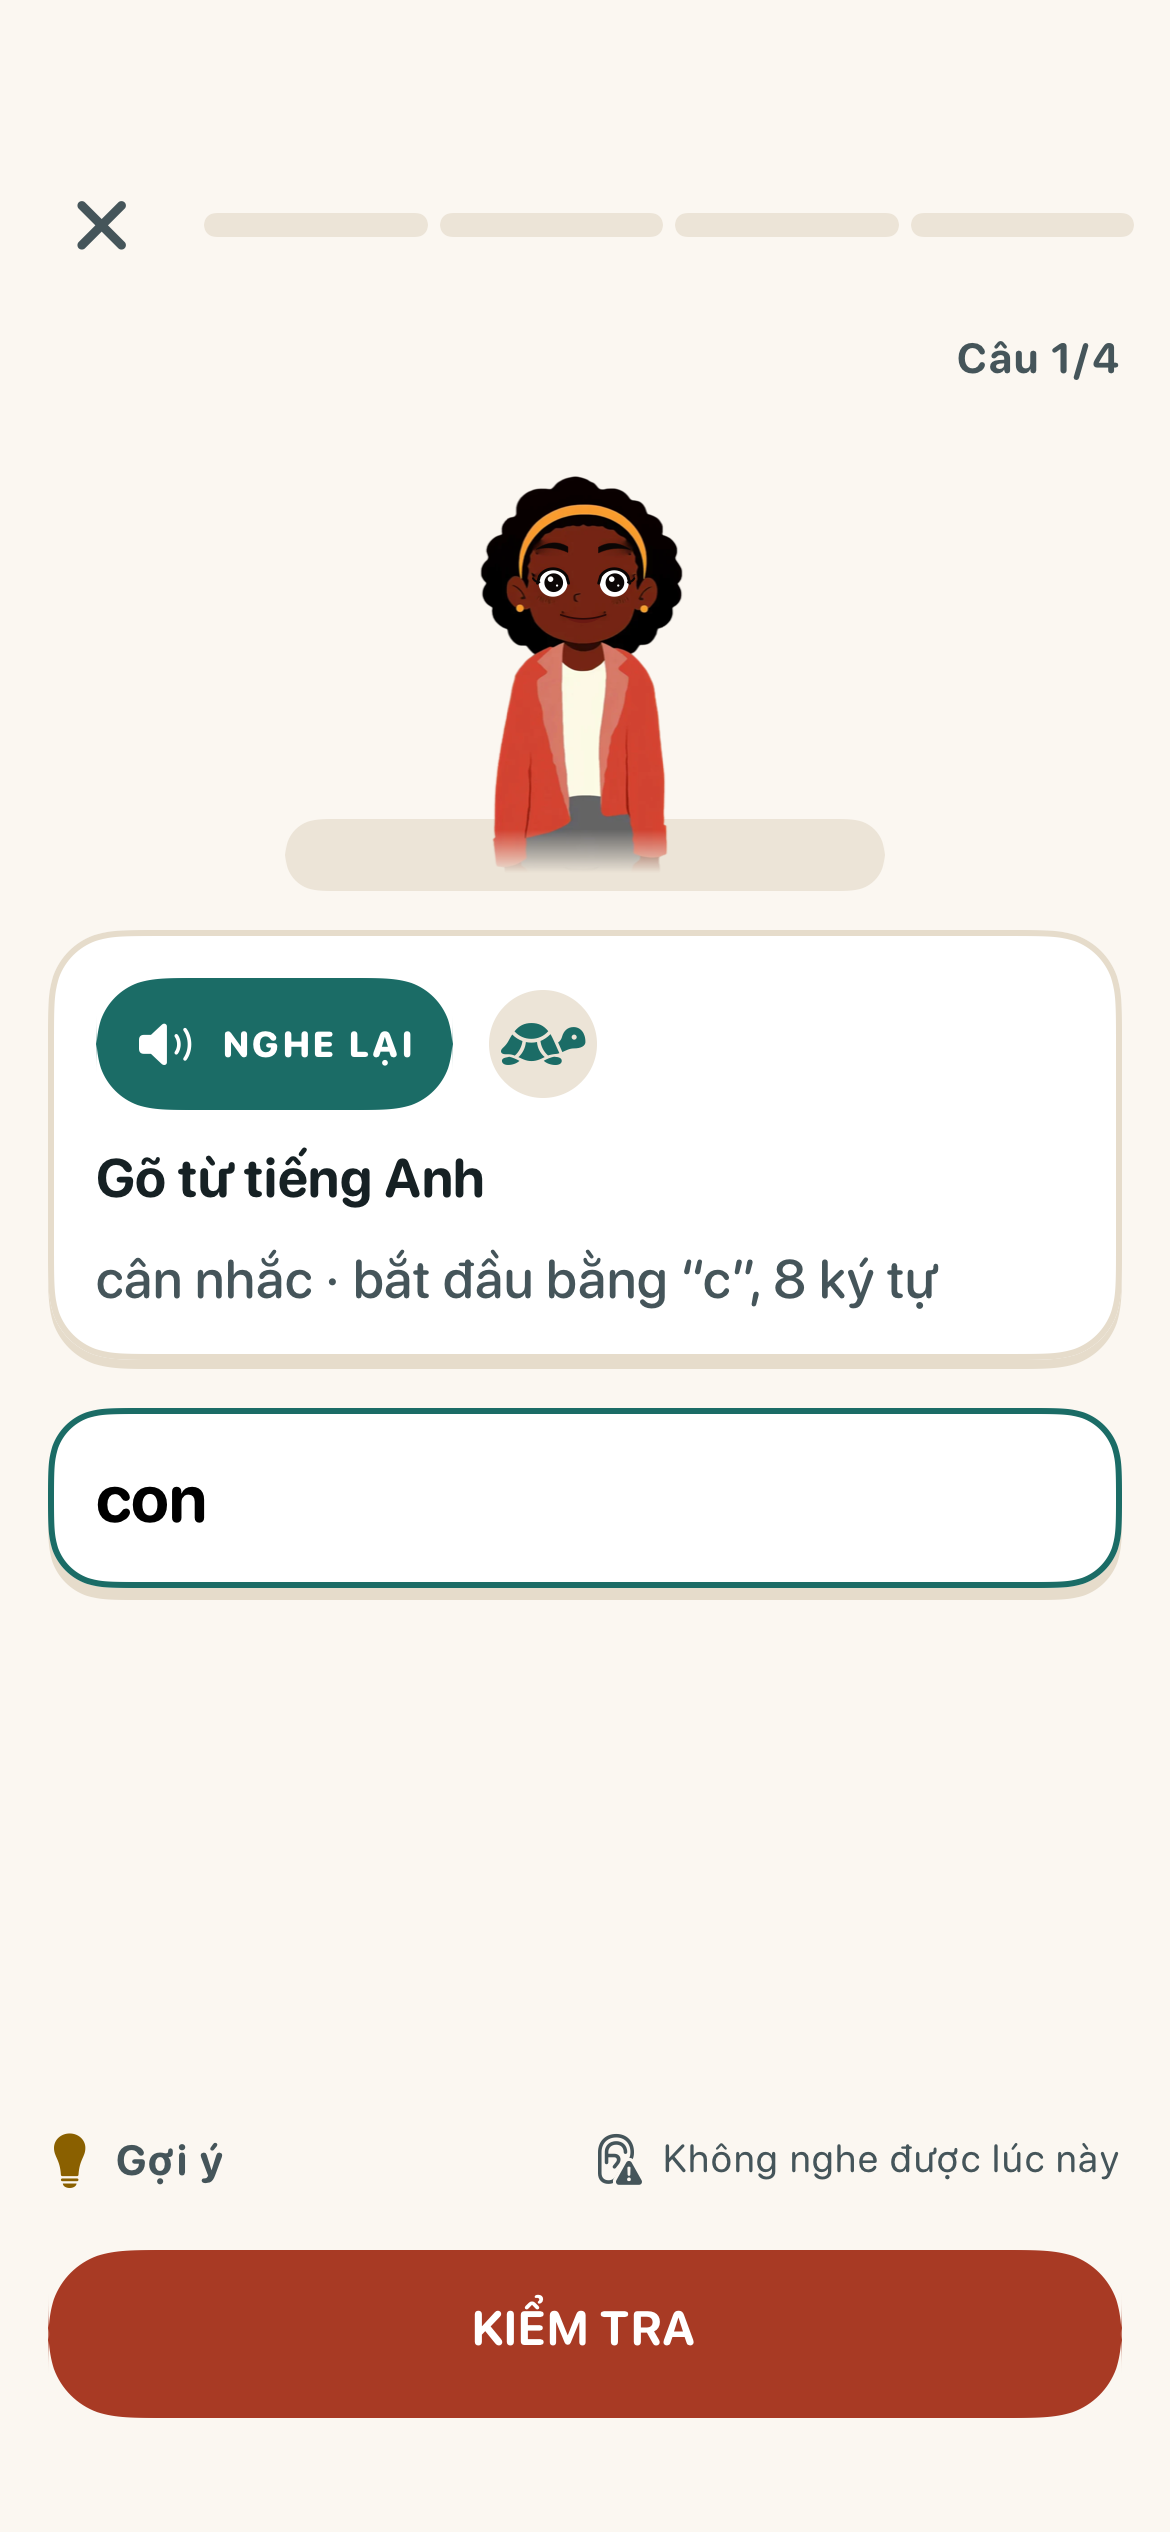 Câu 1/4
NGHE LẠI
Gõ từ tiếng Anh
cân nhắc · bắt đầu bằng “c”, 8 ký tự
con
Gợi ý
Không nghe được lúc này
KIỂM TRA